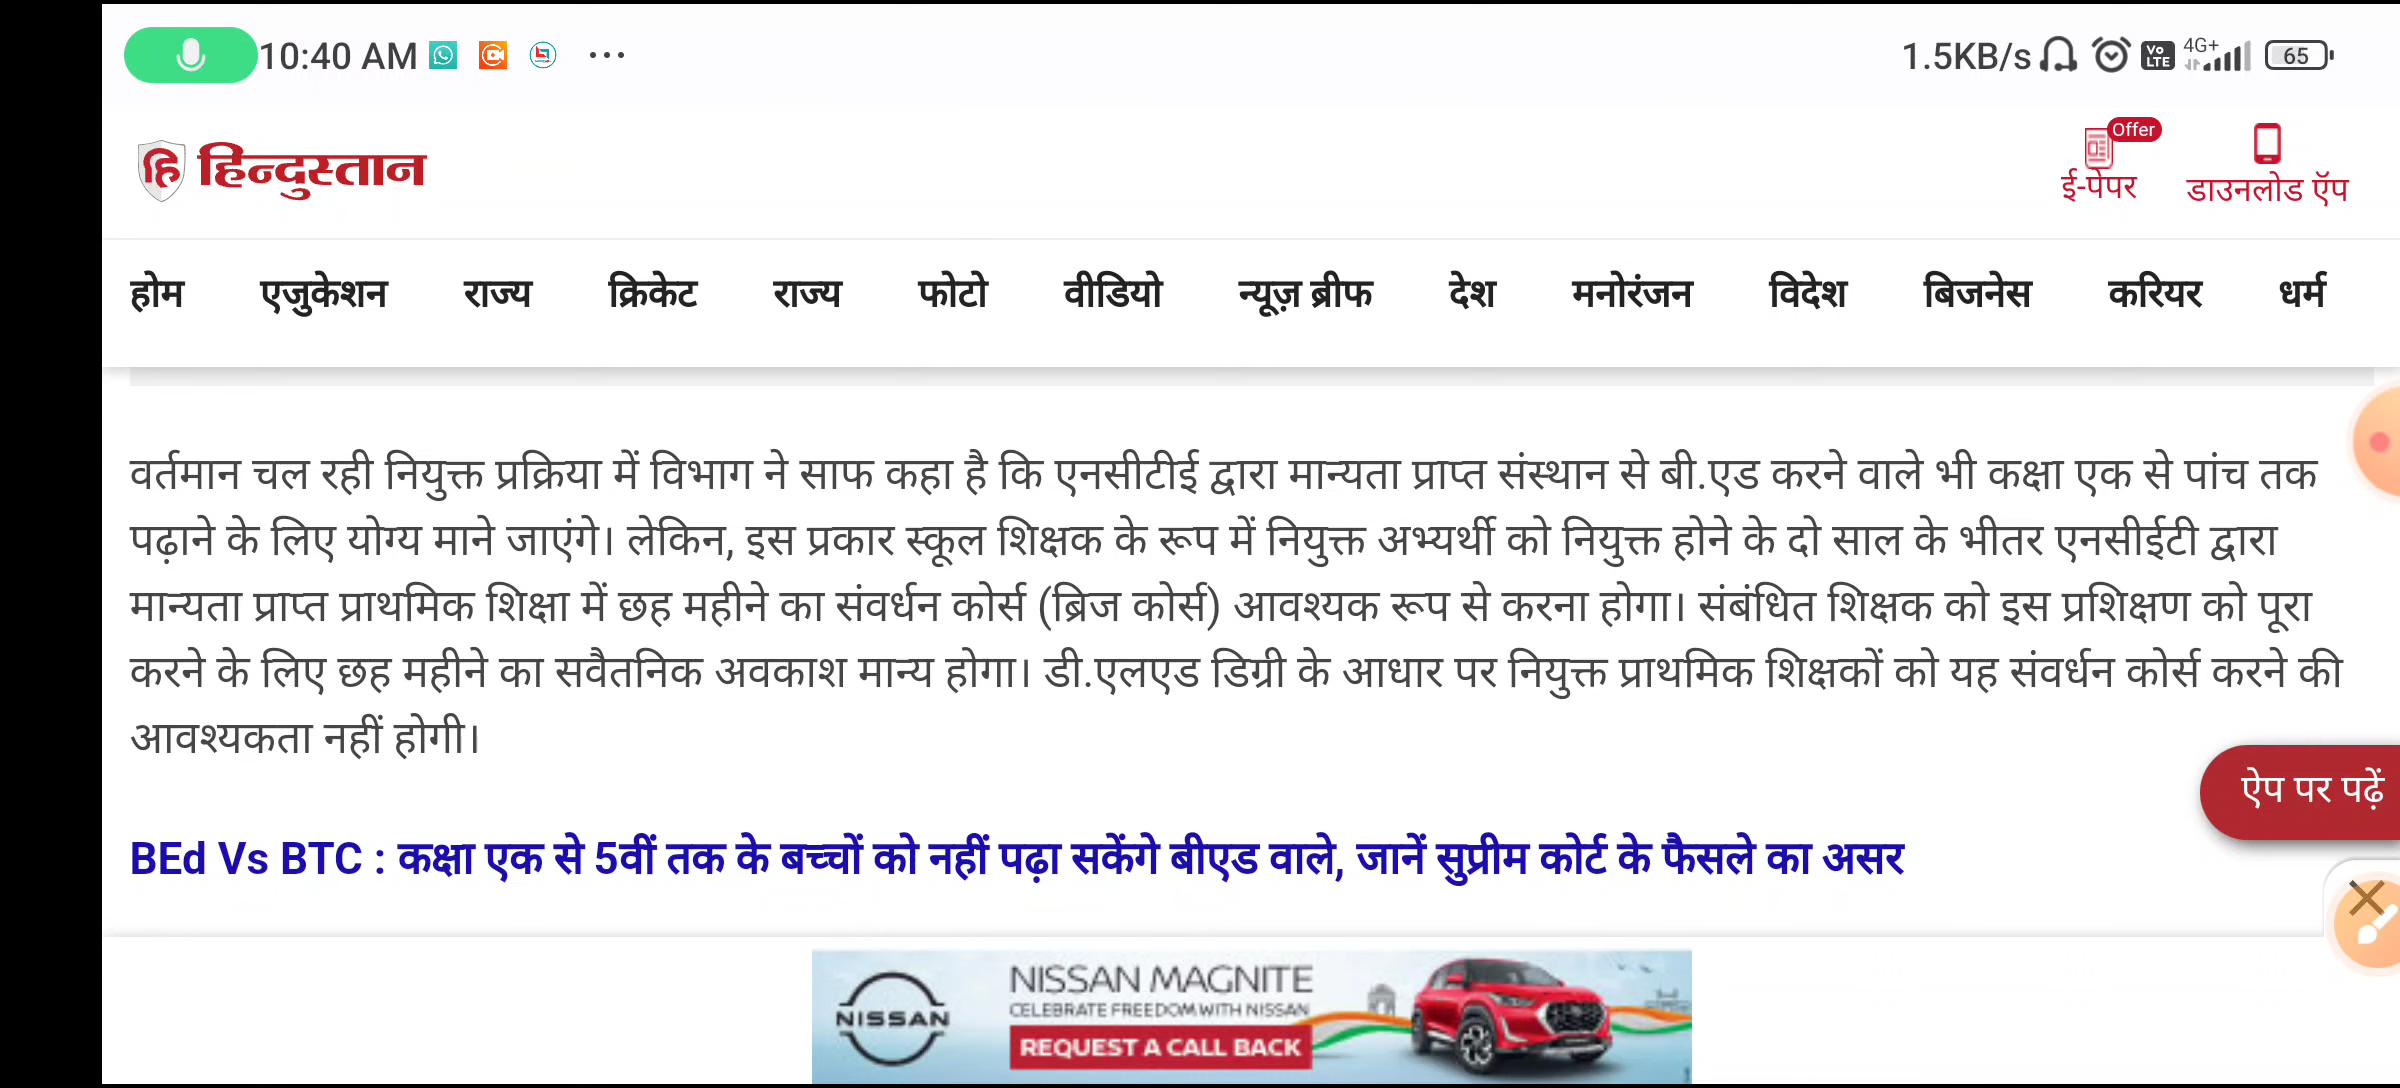 10:40 AM ...
1.5KB/s Vo LTE 4G+ 65
हि हिन्दुस्तान
Offer
ई-पेपर डाउनलोड ऍप
होम एजुकेशन राज्य क्रिकेट राज्य फोटो वीडियो न्यूज़ ब्रीफ देश मनोरंजन विदेश बिजनेस करियर धर्म
वर्तमान चल रही नियुक्त प्रक्रिया में विभाग ने साफ कहा है कि एनसीटीई द्वारा मान्यता प्राप्त संस्थान से बी.एड करने वाले भी कक्षा एक से पांच तक
पढ़ाने के लिए योग्य माने जाएंगे। लेकिन, इस प्रकार स्कूल शिक्षक के रूप में नियुक्त अभ्यर्थी को नियुक्त होने के दो साल के भीतर एनसीईटी द्वारा
मान्यता प्राप्त प्राथमिक शिक्षा में छह महीने का संवर्धन कोर्स (ब्रिज कोर्स) आवश्यक रूप से करना होगा। संबंधित शिक्षक को इस प्रशिक्षण को पूरा
करने के लिए छह महीने का सवैतनिक अवकाश मान्य होगा। डी.एलएड डिग्री के आधार पर नियुक्त प्राथमिक शिक्षकों को यह संवर्धन कोर्स करने की
आवश्यकता नहीं होगी।
ऐप पर पढ़ें
BEd Vs BTC : कक्षा एक से 5वीं तक के बच्चों को नहीं पढ़ा सकेंगे बीएड वाले, जानें सुप्रीम कोर्ट के फैसले का असर
NISSAN
NISSAN MAGNITE
CELEBRATE FREEDOM WITH NISSAN
REQUEST A CALL BACK